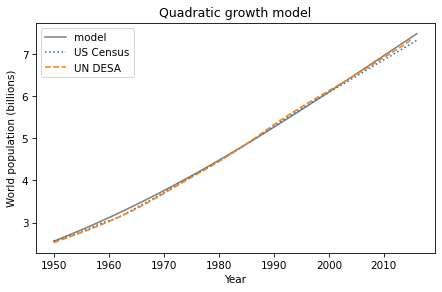 Quadratic growth model
model
US Census
UN DESA
World population (billions)
7
6
5
4
3
1950 1960 1970 1980 1990 2000 2010
Year